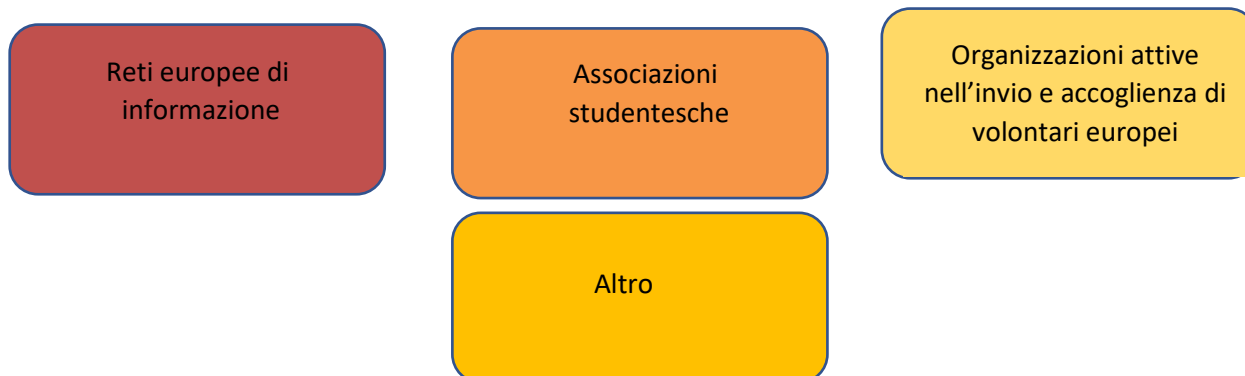 Reti europee di
informazione
Associazioni
studentesche
Organizzazioni attive
nell’invio e accoglienza di
volontari europei
Altro